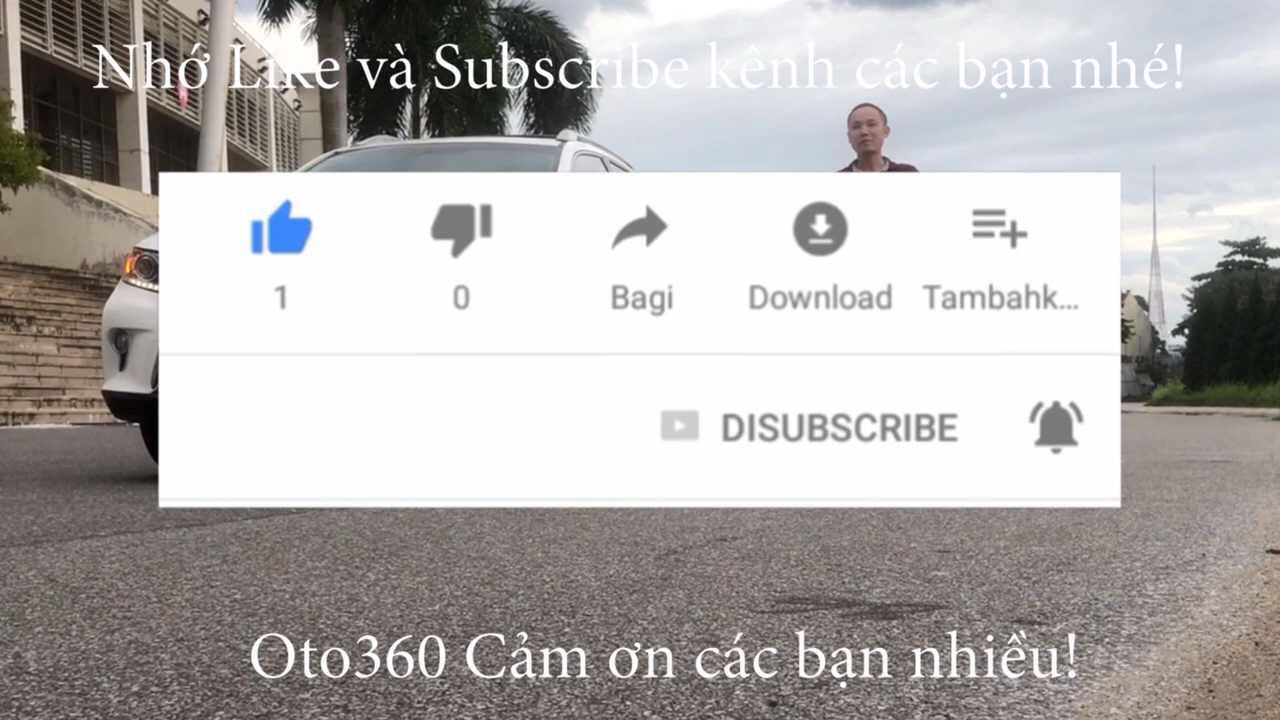 Nhớ Like và Subscribe kênh các bạn nhé!
1 0 Bagi Download Tambahk...
DISUBSCRIBE
Oto360 Cảm ơn các bạn nhiều!